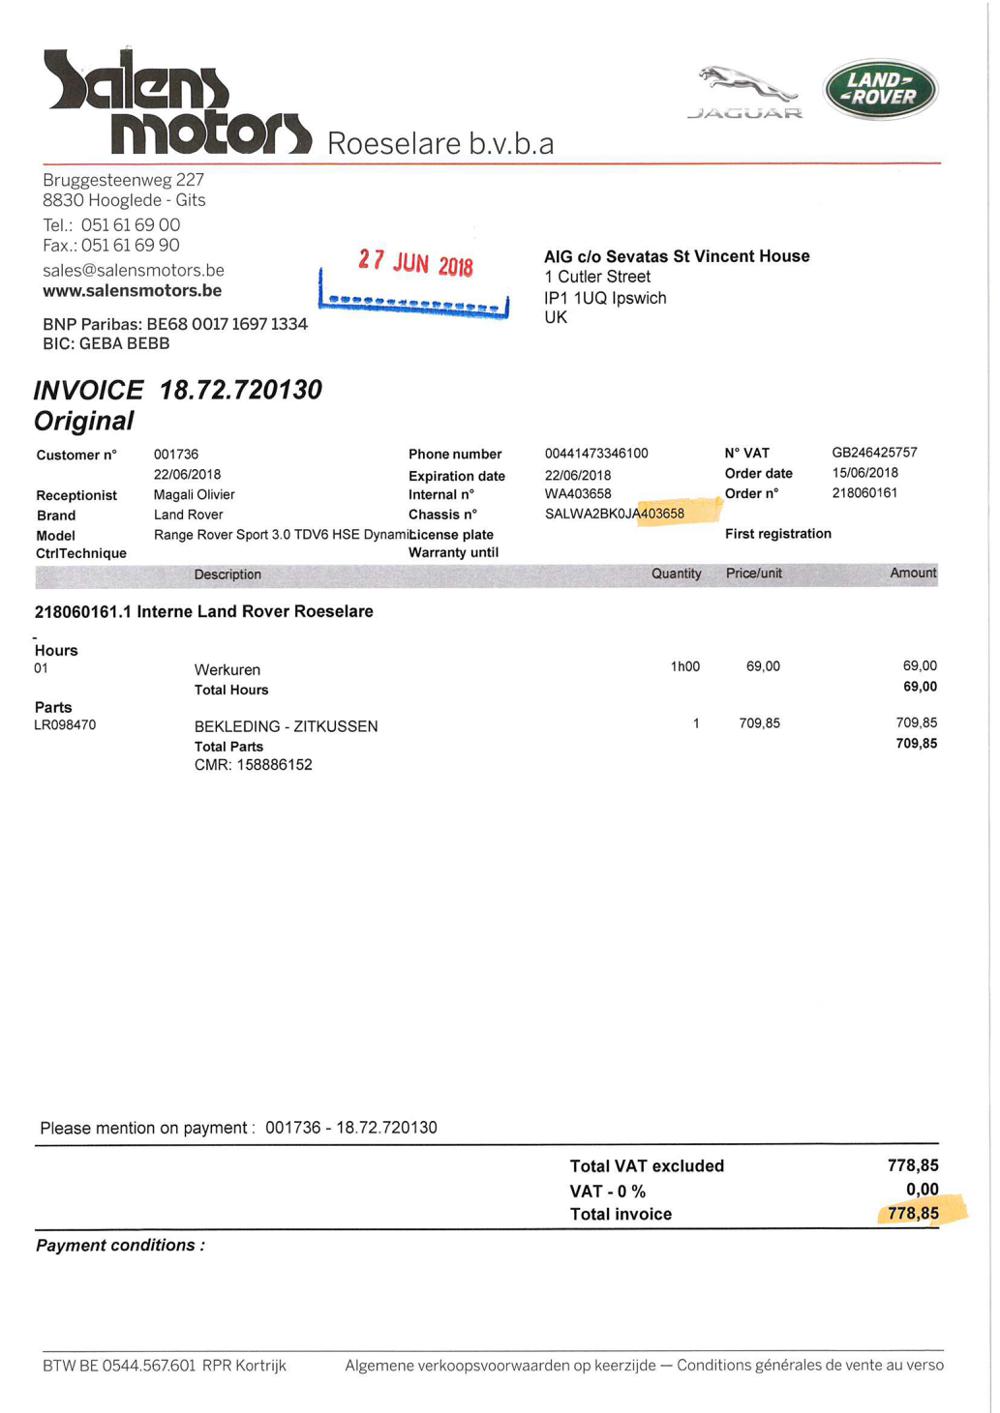 Salens
motors Roeselare b.v.b.a
JAGUAR
LAND-
-ROVER
Bruggesteenweg 227
8830 Hooglede - Gits
Tel.: 051 61 69 00
Fax.: 051 61 69 90
sales@salensmotors.be
www.salensmotors.be
BNP Paribas: BE68 0017 1697 1334
BIC: GEBA BEBB
27 JUN 2018
AIG c/o Sevatas St Vincent House
1 Cutler Street
IP1 1UQ Ipswich
UK
INVOICE 18.72.720130
Original
Customer n° 001736 Phone number 00441473346100 N° VAT GB246425757
22/06/2018 Expiration date 22/06/2018 Order date 15/06/2018
Receptionist Magali Olivier Internal n° WA403658 Order n° 218060161
Brand Land Rover Chassis n° SALWA2BK0JA403658
Model Range Rover Sport 3.0 TDV6 HSE Dynami License plate First registration
CtrlTechnique Warranty until
Description Quantity Price/unit Amount
218060161.1 Interne Land Rover Roeselare
-
Hours
01 Werkuren 1h00 69,00 69,00
Total Hours 69,00
Parts
LR098470 BEKLEDING - ZITKUSSEN 1 709,85 709,85
Total Parts 709,85
CMR: 158886152
Please mention on payment : 001736 - 18.72.720130
Total VAT excluded 778,85
VAT - 0 % 0,00
Total invoice 778,85
Payment conditions :
BTW BE 0544.567.601 RPR Kortrijk Algemene verkoopsvoorwaarden op keerzijde — Conditions générales de vente au verso